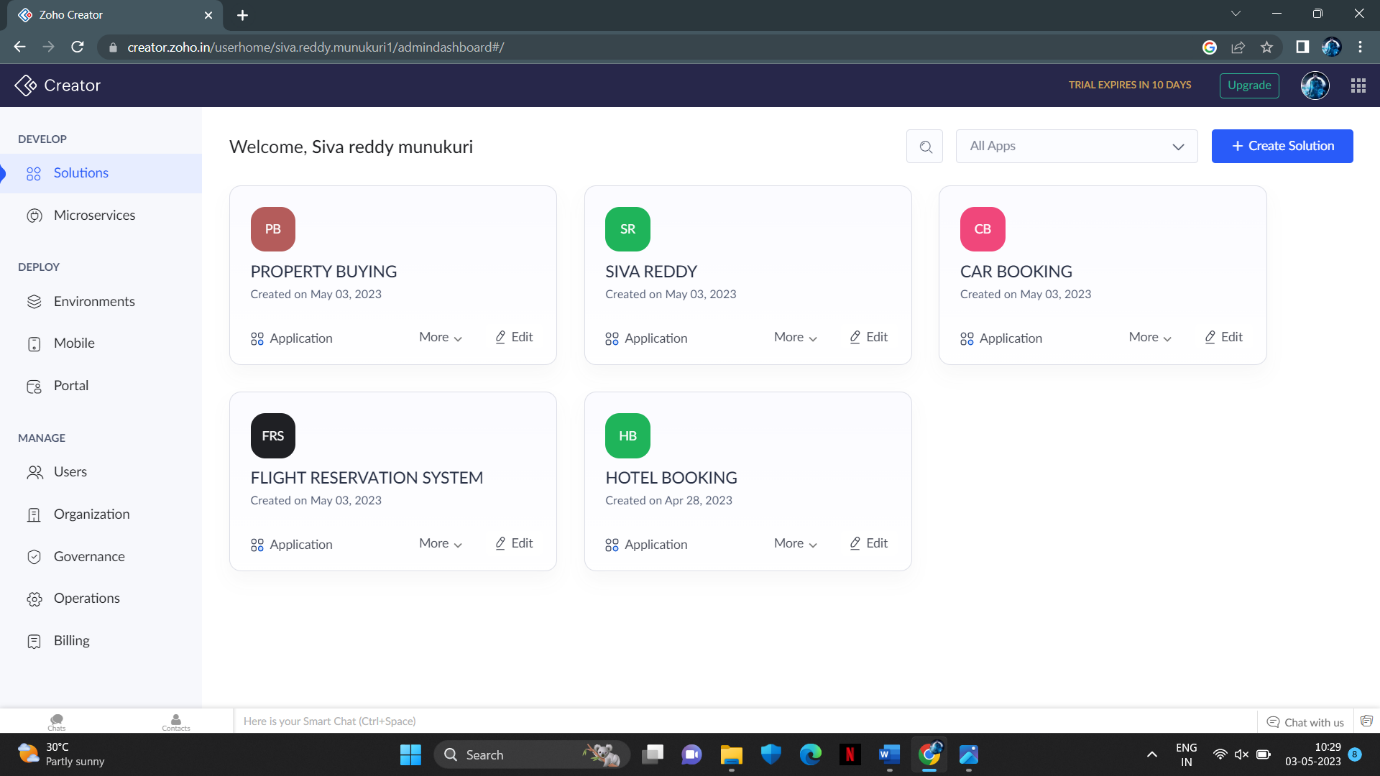 Zoho Creator
creator.zoho.in/userhome/siva.reddy.munukuri1/admindashboard#/
Creator
TRIAL EXPIRES IN 10 DAYS
Upgrade
DEVELOP
Solutions
Microservices
DEPLOY
Environments
Mobile
Portal
MANAGE
Users
Organization
Governance
Operations
Billing
Welcome, Siva reddy munukuri
All Apps
+ Create Solution
PB
PROPERTY BUYING
Created on May 03, 2023
Application More Edit
SR
SIVA REDDY
Created on May 03, 2023
Application More Edit
CB
CAR BOOKING
Created on May 03, 2023
Application More Edit
FRS
FLIGHT RESERVATION SYSTEM
Created on May 03, 2023
Application More Edit
HB
HOTEL BOOKING
Created on Apr 28, 2023
Application More Edit
Chats
Contacts
Here is your Smart Chat (Ctrl+Space)
Chat with us
30°C
Partly sunny
Search
N
W
ENG
IN
10:29
03-05-2023
8